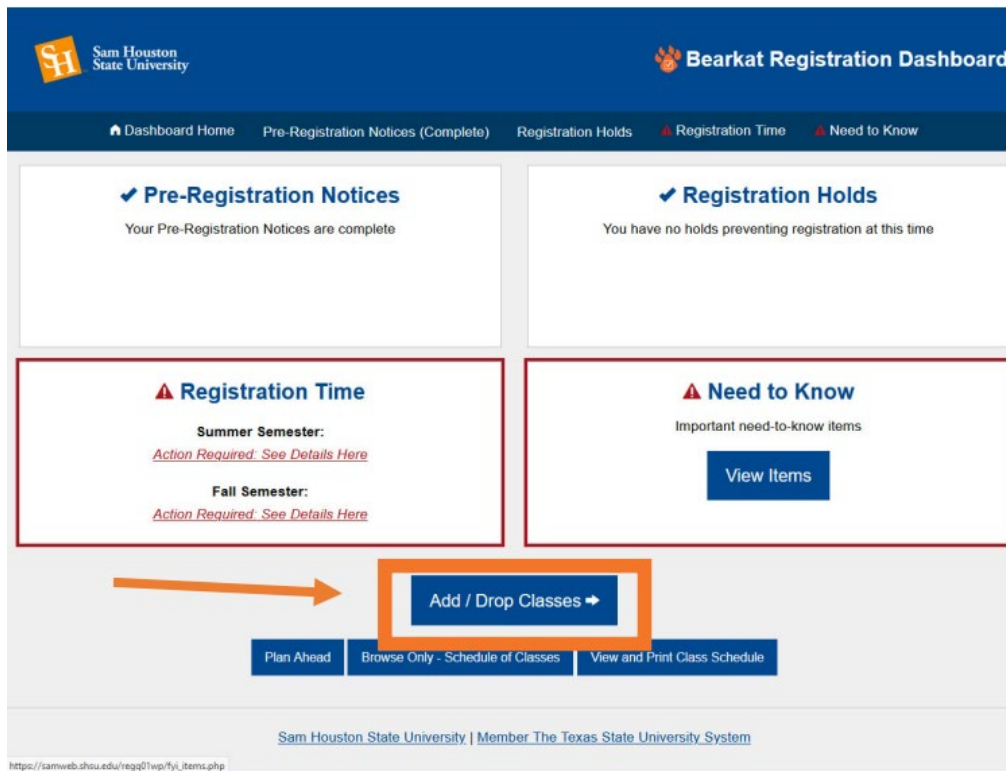 SH
Sam Houston
State University
Bearkat Registration Dashboard
Dashboard Home Pre-Registration Notices (Complete) Registration Holds Registration Time Need to Know
Pre-Registration Notices
Your Pre-Registration Notices are complete
Registration Holds
You have no holds preventing registration at this time
Registration Time
Summer Semester:
Action Required: See Details Here
Fall Semester:
Action Required: See Details Here
Need to Know
Important need-to-know items
View Items
Add / Drop Classes
Plan Ahead Browse Only - Schedule of Classes View and Print Class Schedule
Sam Houston State University | Member The Texas State University System
https://samweb.shsu.edu/regq01wp/fyi_items.php